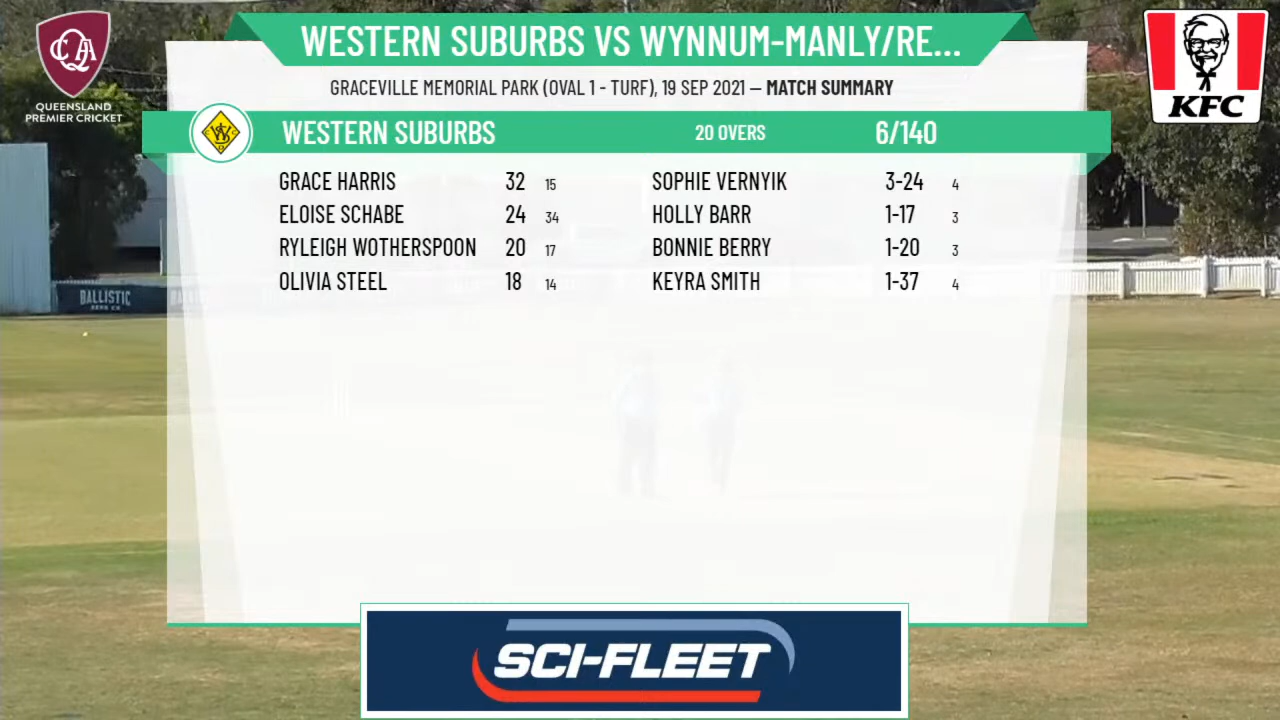 WESTERN SUBURBS VS WYNNUM-MANLY/RE...
GRACEVILLE MEMORIAL PARK (OVAL 1 - TURF), 19 SEP 2021 – MATCH SUMMARY
QUEENSLAND
PREMIER CRICKET
KFC
WESTERN SUBURBS 20 OVERS 6/140
GRACE HARRIS 32 15 SOPHIE VERNYIK 3-24 4
ELOISE SCHABE 24 34 HOLLY BARR 1-17 3
RYLEIGH WOTHERSPOON 20 17 BONNIE BERRY 1-20 3
OLIVIA STEEL 18 14 KEYRA SMITH 1-37 4
BALLISTIC
SCI-FLEET